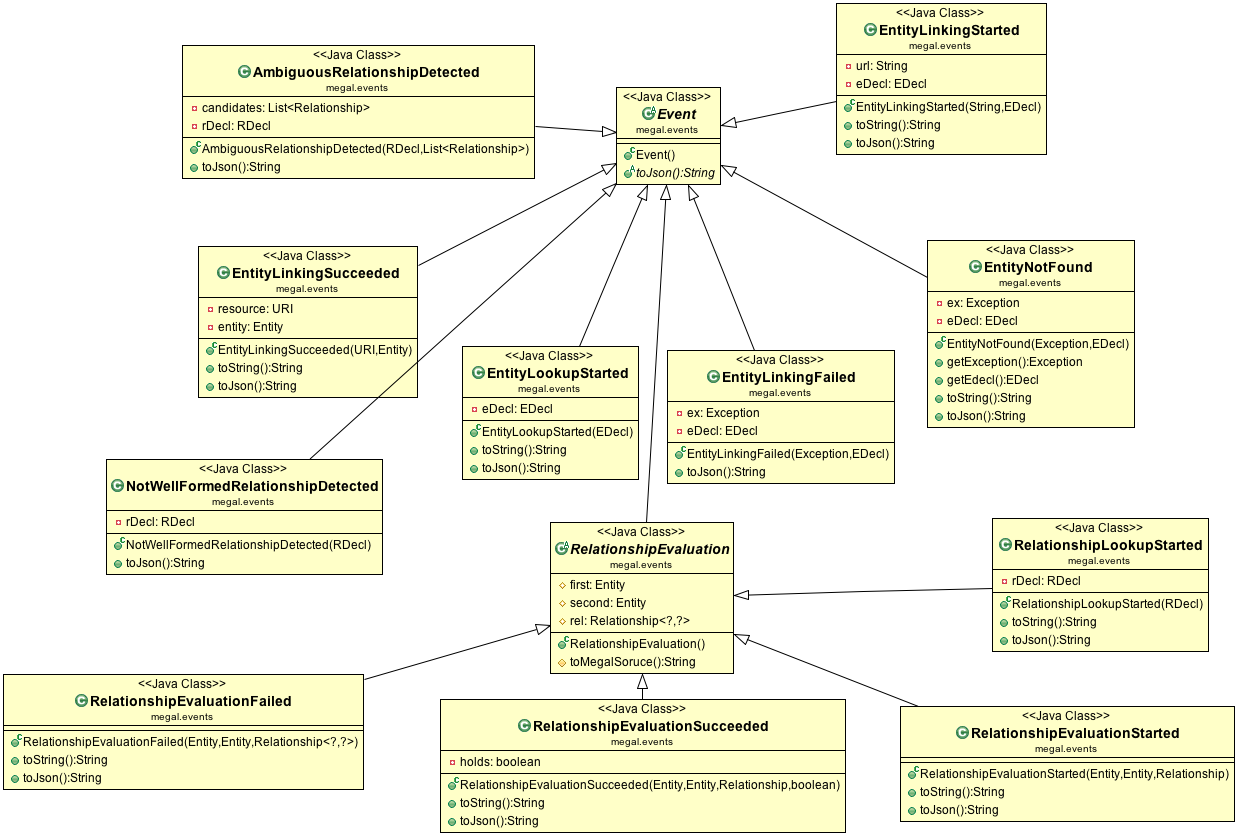 <<Java Class>>
EntityLinkingStarted
megal.events
url: String
eDecl: EDecl
EntityLinkingStarted(String,EDecl)
toString():String
toJson():String
<<Java Class>>
AmbiguousRelationshipDetected
megal.events
candidates: List<Relationship>
rDecl: RDecl
AmbiguousRelationshipDetected(RDecl,List<Relationship>)
toJson():String
<<Java Class>>
Event
megal.events
Event()
toJson():String
<<Java Class>>
EntityLinkingSucceeded
megal.events
resource: URI
entity: Entity
EntityLinkingSucceeded(URI,Entity)
toString():String
toJson():String
<<Java Class>>
EntityNotFound
megal.events
ex: Exception
eDecl: EDecl
EntityNotFound(Exception,EDecl)
getException():Exception
getEdecl():EDecl
toString():String
toJson():String
<<Java Class>>
EntityLookupStarted
megal.events
eDecl: EDecl
EntityLookupStarted(EDecl)
toString():String
toJson():String
<<Java Class>>
EntityLinkingFailed
megal.events
ex: Exception
eDecl: EDecl
EntityLinkingFailed(Exception,EDecl)
toJson():String
<<Java Class>>
NotWellFormedRelationshipDetected
megal.events
rDecl: RDecl
NotWellFormedRelationshipDetected(RDecl)
toJson():String
<<Java Class>>
RelationshipEvaluation
megal.events
first: Entity
second: Entity
rel: Relationship<?,?>
RelationshipEvaluation()
toMegalSoruce():String
<<Java Class>>
RelationshipLookupStarted
megal.events
rDecl: RDecl
RelationshipLookupStarted(RDecl)
toString():String
toJson():String
<<Java Class>>
RelationshipEvaluationFailed
megal.events
RelationshipEvaluationFailed(Entity,Entity,Relationship<?,?>)
toString():String
toJson():String
<<Java Class>>
RelationshipEvaluationSucceeded
megal.events
holds: boolean
RelationshipEvaluationSucceeded(Entity,Entity,Relationship,boolean)
toString():String
toJson():String
<<Java Class>>
RelationshipEvaluationStarted
megal.events
RelationshipEvaluationStarted(Entity,Entity,Relationship)
toString():String
toJson():String